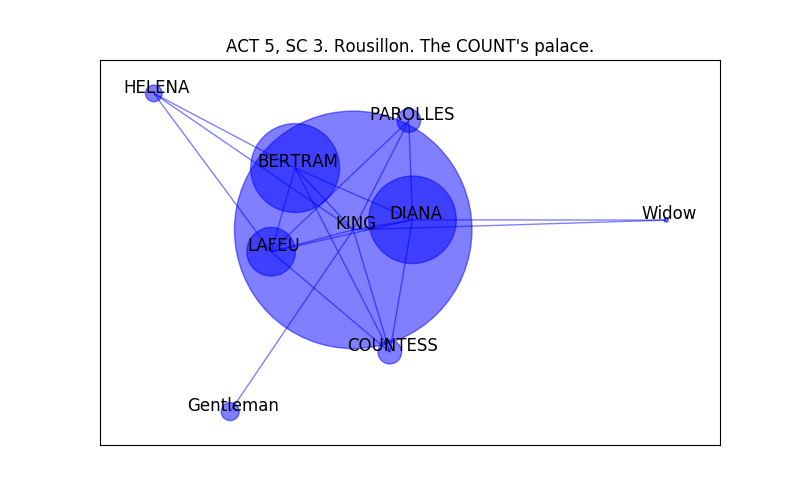 ACT 5, SC 3. Rousillon. The COUNT's palace.
HELENA
PAROLLES
BERTRAM
DIANA
Widow
KING
LAFEU
COUNTESS
Gentleman